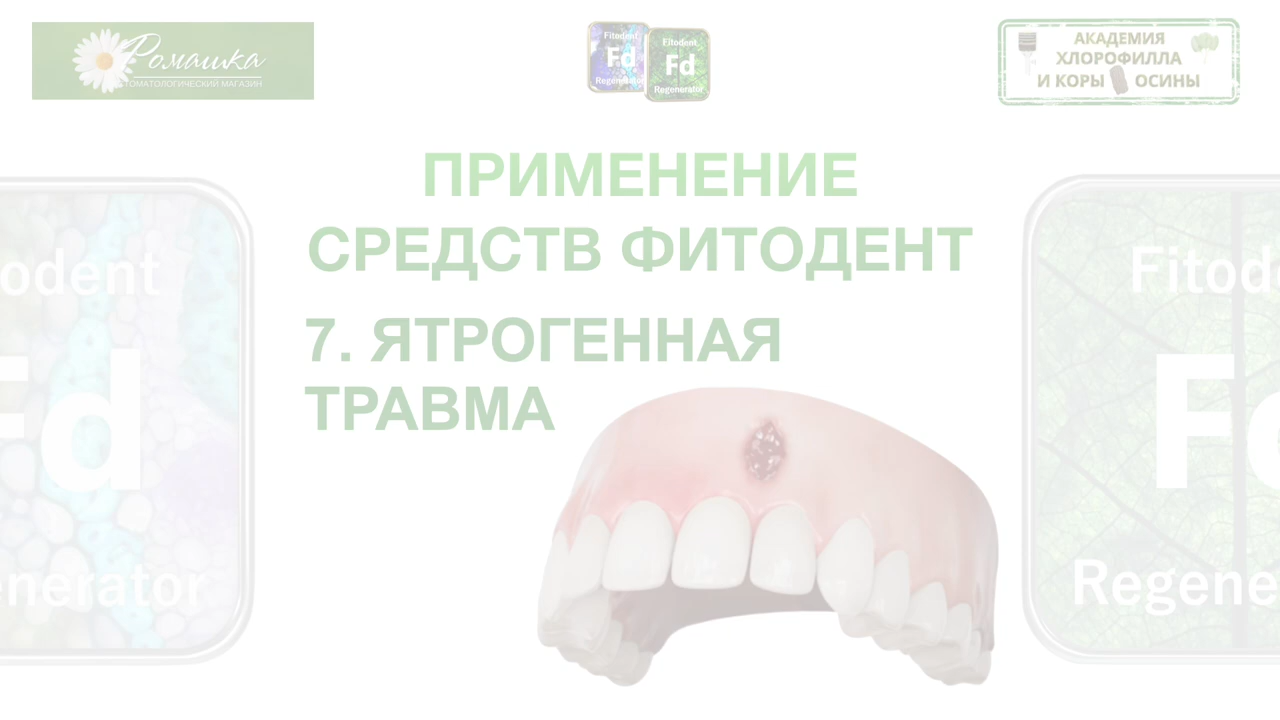 Ромашка
СТОМАТОЛОГИЧЕСКИЙ МАГАЗИН
Fitodent
Fd
Regenerator
Fitodent
Fd
Regenerator
АКАДЕМИЯ
ХЛОРОФИЛЛА
И КОРЫ ОСИНЫ
ПРИМЕНЕНИЕ
СРЕДСТВ ФИТОДЕНТ
7. ЯТРОГЕННАЯ
ТРАВМА
odent
Fd
enerator
Fitod
Fd
Regene